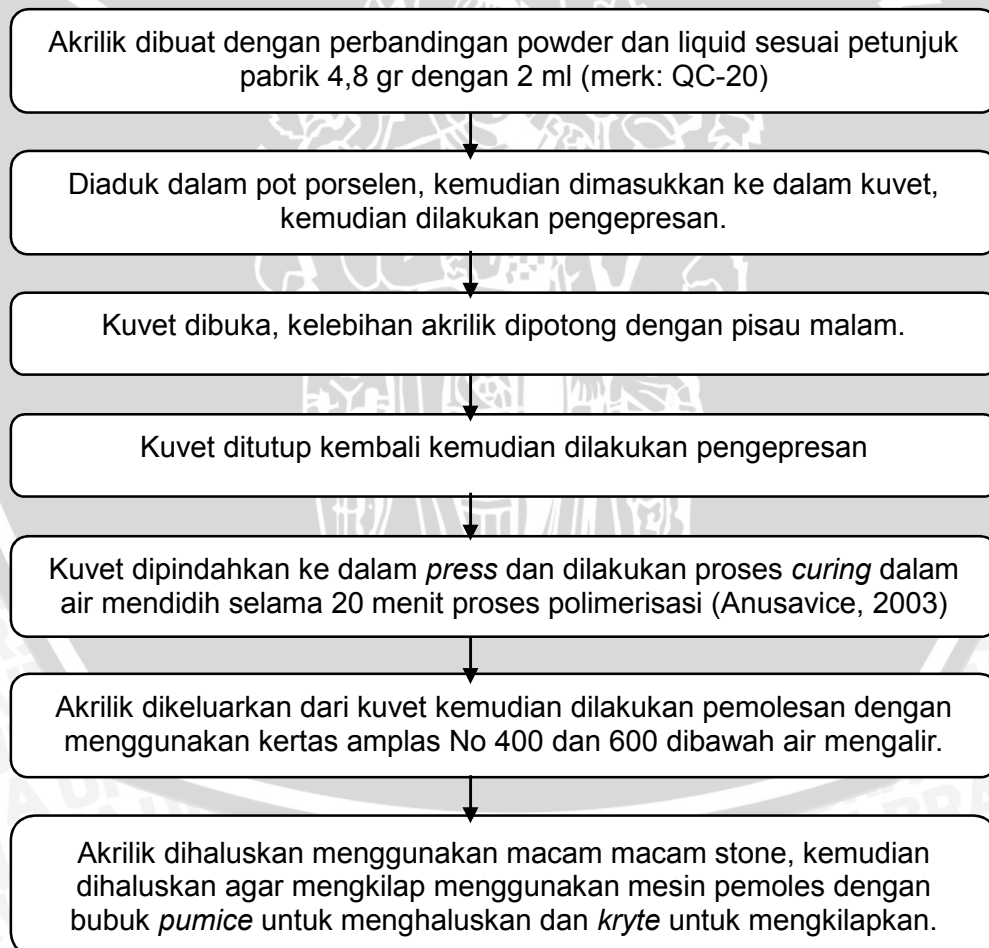 Akrilik dibuat dengan perbandingan powder dan liquid sesuai petunjuk
pabrik 4,8 gr dengan 2 ml (merk: QC-20)
Diaduk dalam pot porselen, kemudian dimasukkan ke dalam kuvet,
kemudian dilakukan pengepresan.
Kuvet dibuka, kelebihan akrilik dipotong dengan pisau malam.
Kuvet ditutup kembali kemudian dilakukan pengepresan
Kuvet dipindahkan ke dalam press dan dilakukan proses curing dalam
air mendidih selama 20 menit proses polimerisasi (Anusavice, 2003)
Akrilik dikeluarkan dari kuvet kemudian dilakukan pemolesan dengan
menggunakan kertas amplas No 400 dan 600 dibawah air mengalir.
Akrilik dihaluskan menggunakan macam macam stone, kemudian
dihaluskan agar mengkilap menggunakan mesin pemoles dengan
bubuk pumice untuk menghaluskan dan kryte untuk mengkilapkan.